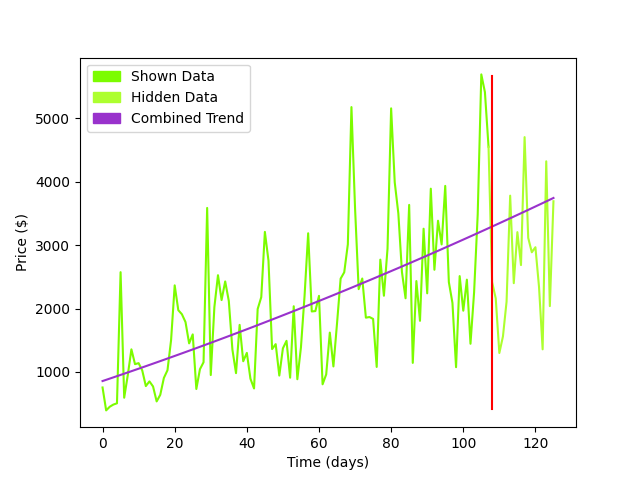 Shown Data
Hidden Data
Combined Trend
Price ($)
5000
4000
3000
2000
1000
0 20 40 60 80 100 120
Time (days)